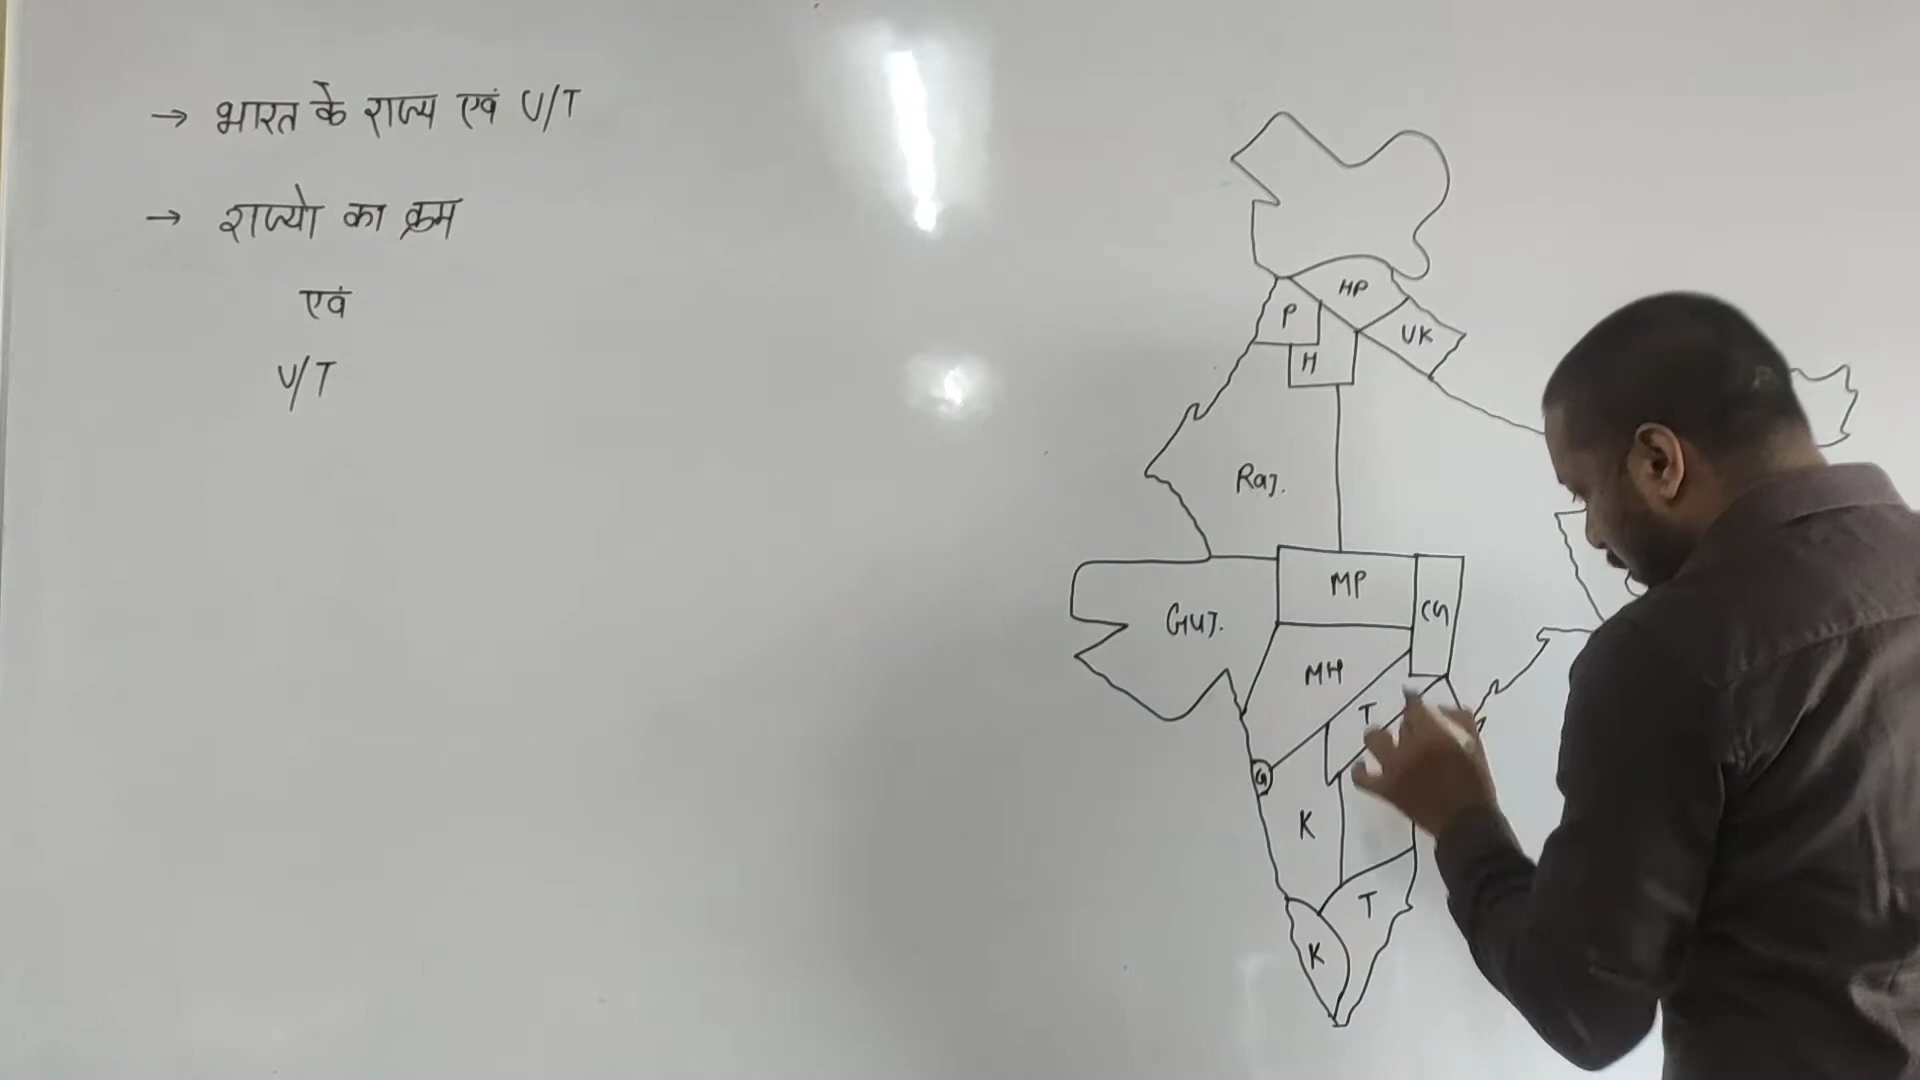 → भारत के राज्य एवं U/T
→ राज्यो का क्रम
एवं
U/T
HP
P
UK
H
Raj.
MP
CG
Guj.
MH
T
G
K
T
K